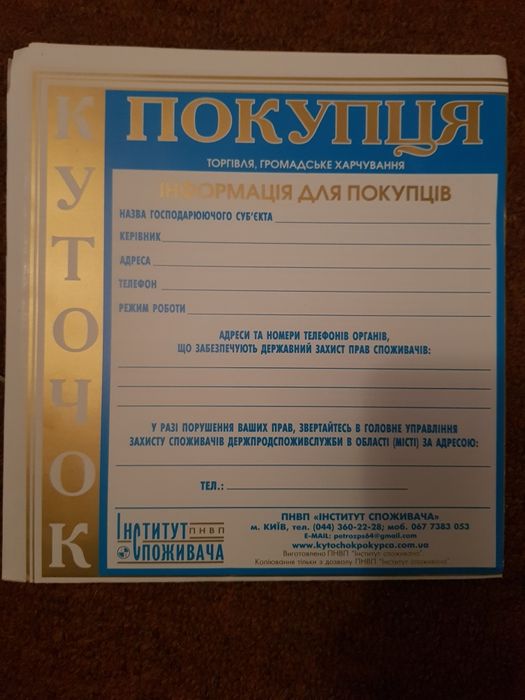 КУТОЧОК
ПОКУПЦЯ
ТОРГІВЛЯ, ГРОМАДСЬКЕ ХАРЧУВАННЯ
ІНФОРМАЦІЯ ДЛЯ ПОКУПЦІВ
НАЗВА ГОСПОДАРЮЮЧОГО СУБ'ЄКТА
КЕРІВНИК
АДРЕСА
ТЕЛЕФОН
РЕЖИМ РОБОТИ
АДРЕСИ ТА НОМЕРИ ТЕЛЕФОНІВ ОРГАНІВ,
ЩО ЗАБЕЗПЕЧУЮТЬ ДЕРЖАВНИЙ ЗАХИСТ ПРАВ СПОЖИВАЧІВ:
У РАЗІ ПОРУШЕННЯ ВАШИХ ПРАВ, ЗВЕРТАЙТЕСЬ В ГОЛОВНЕ УПРАВЛІННЯ
ЗАХИСТУ СПОЖИВАЧІВ ДЕРЖПРОДСПОЖИВСЛУЖБИ В ОБЛАСТІ (МІСТІ) ЗА АДРЕСОЮ:
ТЕЛ.:
ІНСТИТУТ ПНВП
СПОЖИВАЧА
ПНВП «ІНСТИТУТ СПОЖИВАЧА»
м. КИЇВ, тел. (044) 360-22-28; моб. 067 7383 053
E-MAIL: petrozps64@gmail.com
www.kytochokpokypca.com.ua
Виготовлено ПНВП "Інститут споживача".
Копіювання тільки з дозволу ПНВП "Інститут споживача".